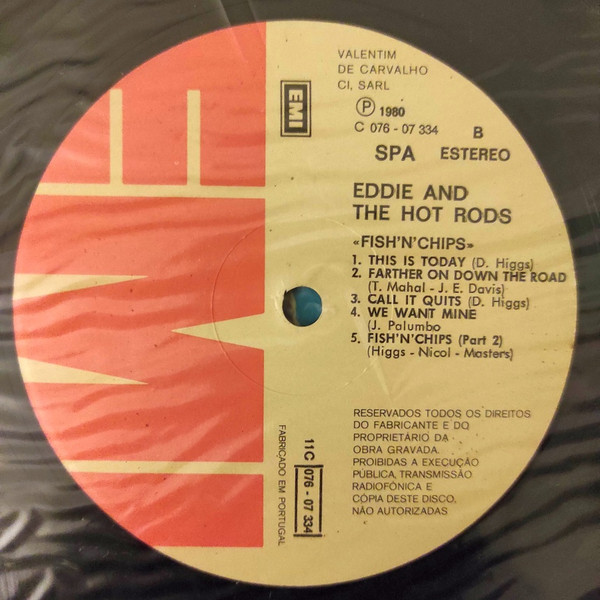 VALENTIM
DE CARVALHO
CI, SARL
EMI
Ⓟ 1980
C 076 - 07 334 B
SPA ESTEREO
EDDIE AND
THE HOT RODS
«FISH'N'CHIPS»
1. THIS IS TODAY (D. Higgs)
2. FARTHER ON DOWN THE ROAD
(T. Mahal - J. E. Davis)
3. CALL IT QUITS (D. Higgs)
4. WE WANT MINE
(J. Polumbo
5. FISH'N'CHIPS (Part 2)
(Higgs - Nicol - Masters)
RESERVADOS TODOS OS DIREITOS
DO FABRICANTE E DO
PROPRIETÁRIO DA
OBRA GRAVADA.
PROIBIDAS A EXECUÇÃO
PÚBLICA, TRANSMISSÃO
RADIOFÓNICA E
CÓPIA DESTE DISCO,
NÃO AUTORIZADAS
11 C 076 - 07 334
FABRICADO EM PORTUGAL
EMI